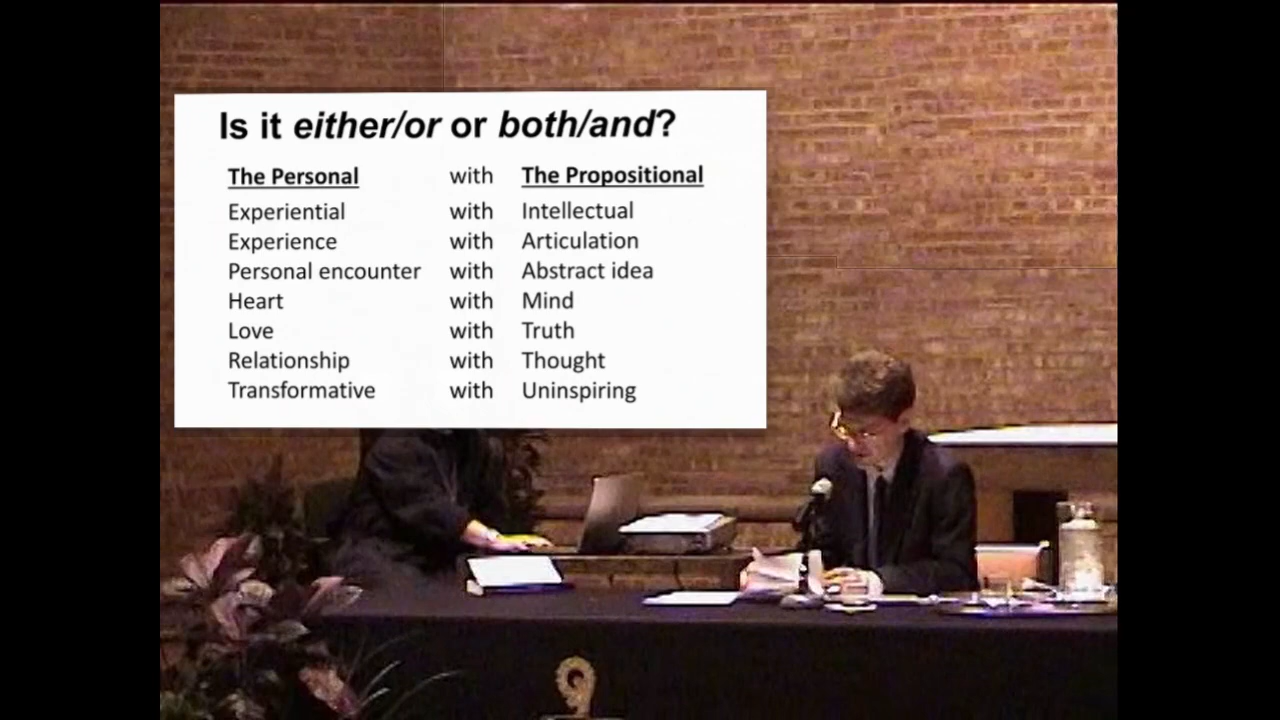 Is it either/or or both/and?
The Personal with The Propositional
Experiential with Intellectual
Experience with Articulation
Personal encounter with Abstract idea
Heart with Mind
Love with Truth
Relationship with Thought
Transformative with Uninspiring